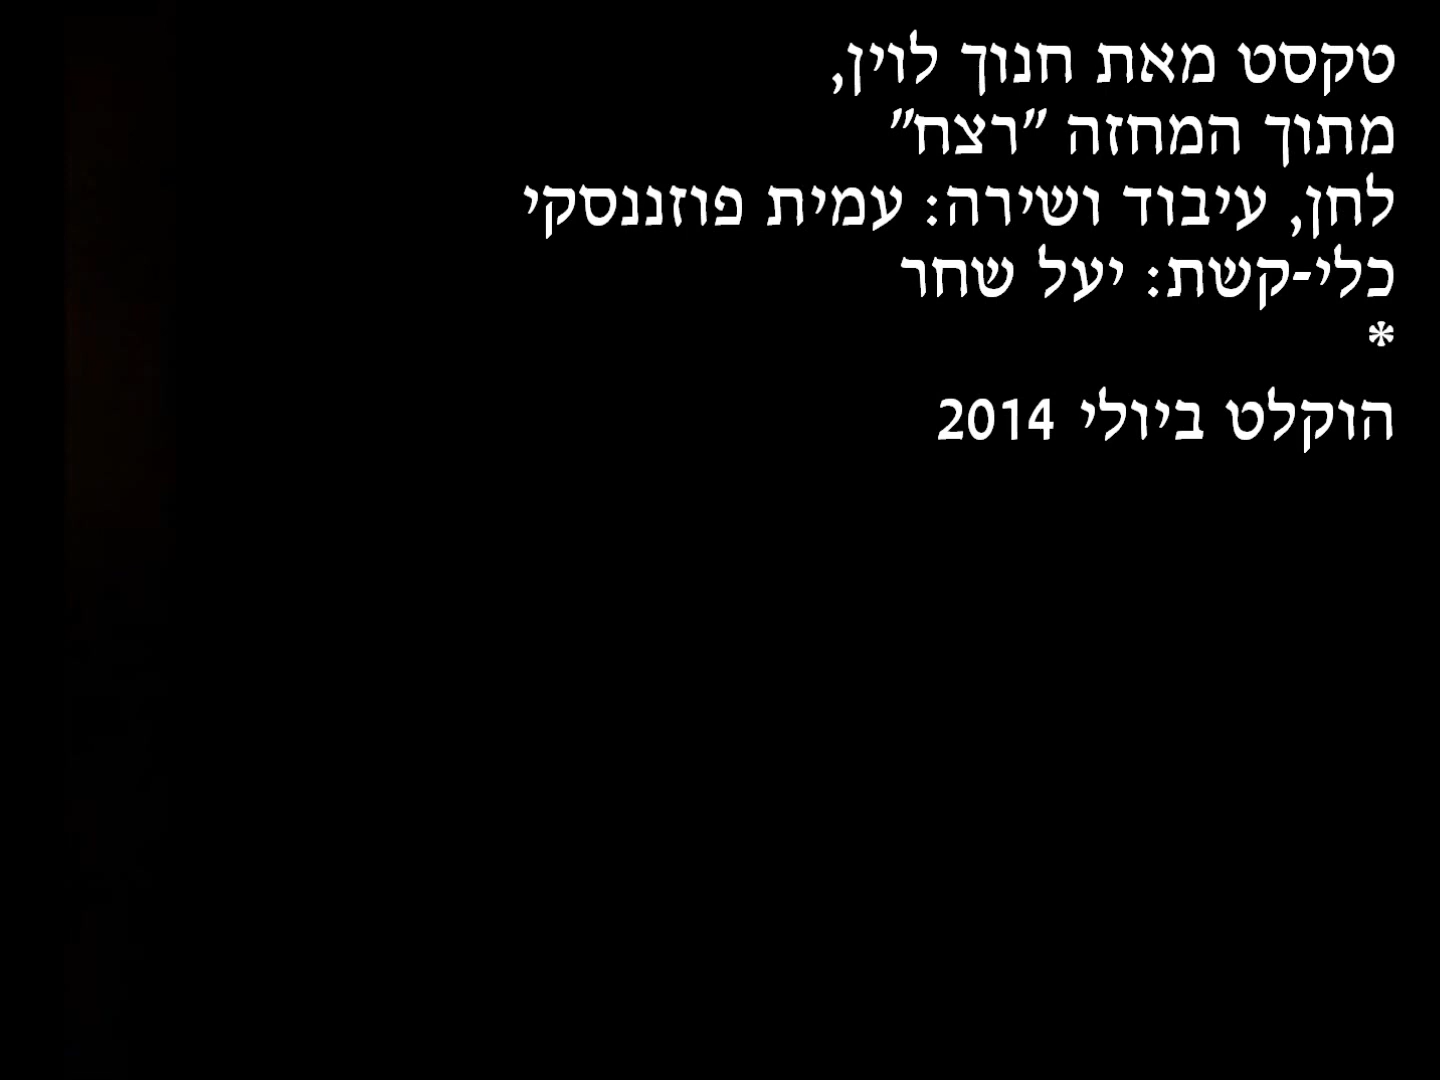 טקסט מאת חנוך לוין,
מתוך המחזה "רצח"
לחן, עיבוד ושירה: עמית פוזננסקי
כלי-קשת: יעל שחר
*
הוקלט ביולי 2014